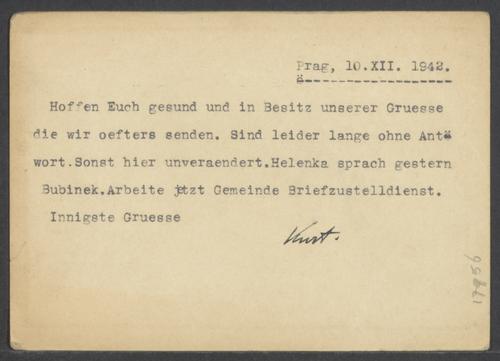 Prag, 10.XII. 1942.
Hoffen Euch gesund und in Besitz unserer Gruesse
die wir oefters senden. Sind leider lange ohne Ant=
wort.Sonst hier unveraendert.Helenka sprach gestern
Bubinek.Arbeite jetzt Gemeinde Briefzustelldienst.
Innigste Gruesse
Kurt.
17856